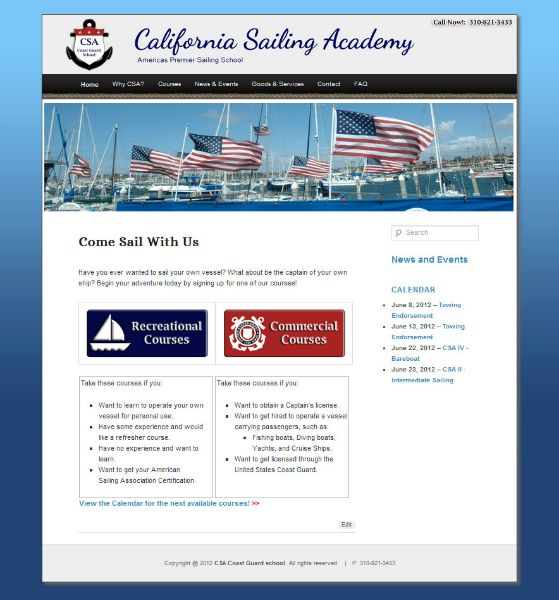 Call Now!: 310-821-3433
CSA
Coast Guard
School
California Sailing Academy
Americas Premier Sailing School
Home Why CSA? Courses News & Events Goods & Services Contact FAQ
Come Sail With Us
Have you ever wanted to sail your own vessel? What about be the captain of your own
ship? Begin your adventure today by signing up for one of our courses!
Recreational
Courses
Commercial
Courses
Take these courses if you:
Want to learn to operate your own
vessel for personal use.
Have some experience and would
like a refresher course.
Have no experience and want to
learn.
Want to get your American
Sailing Association Certification.
Take these courses if you:
Want to obtain a Captain's license.
Want to get hired to operate a vessel
carrying passengers, such as:
Fishing boats, Diving boats,
Yachts, and Cruise Ships.
Want to get licensed through the
United States Coast Guard.
View the Calendar for the next available courses! >>
Edit
Search
News and Events
CALENDAR
June 8, 2012 – Towing
Endorsement
June 13, 2012 – Towing
Endorsement
June 22, 2012 – CSA IV -
Bareboat
June 23, 2012 – CSA II -
Intermediate Sailing
Copyright @ 2012 CSA Coast Guard school. All rights reserved | P: 310-821-3433